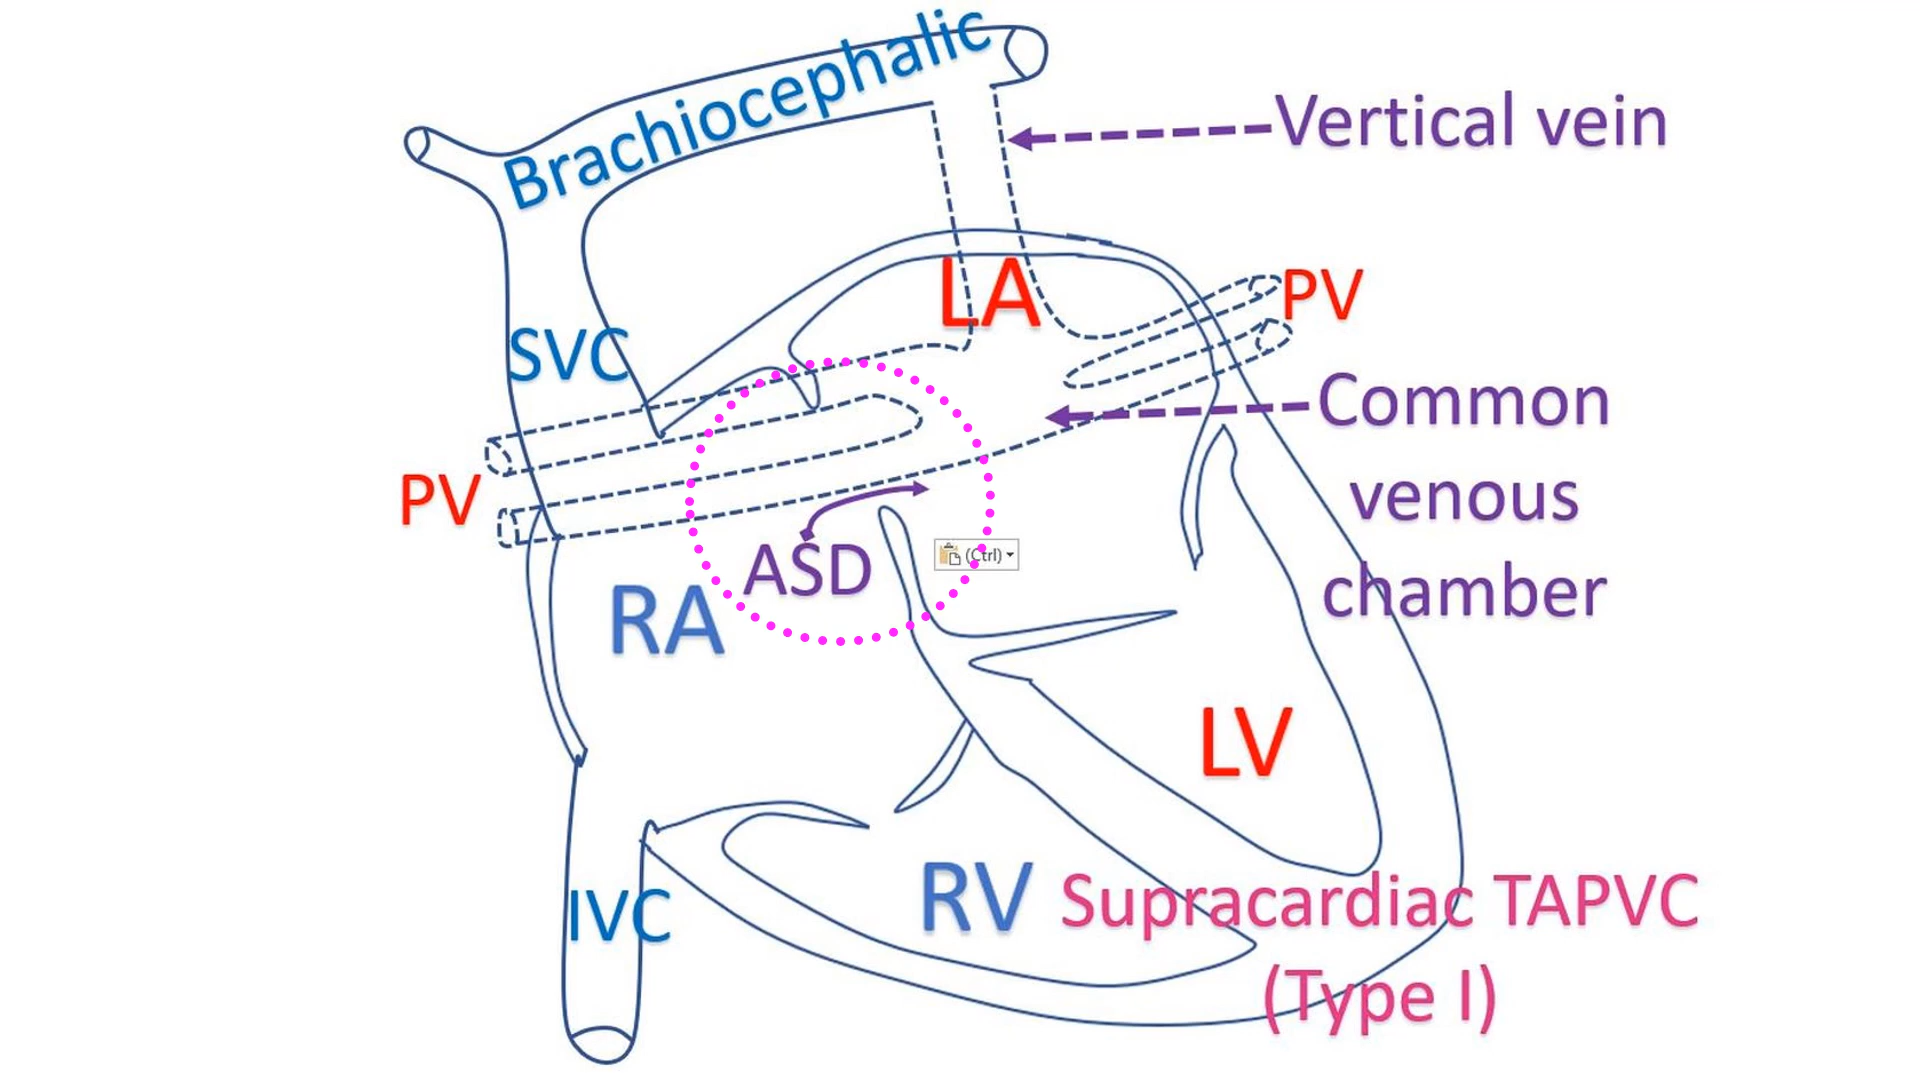 Brachiocephalic
Vertical vein
LA
PV
SVC
Common
venous
chamber
PV
ASD
(Ctrl)
RA
LV
RV
IVC
Supracardiac TAPVC
(Type I)